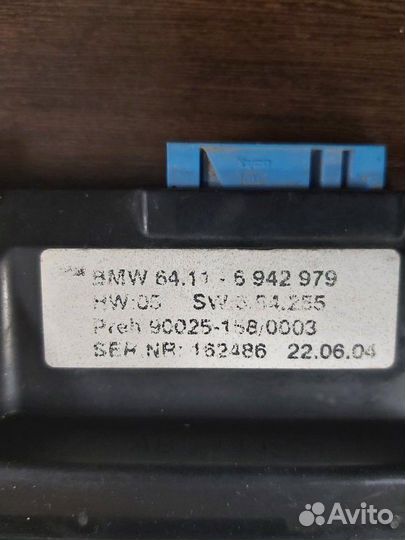 BMW 64.11 - 6 942 979
HW:05 SW:3.54.255
Preh 90025-158/0003
SER.NR: 162486 22.06.04
Avito